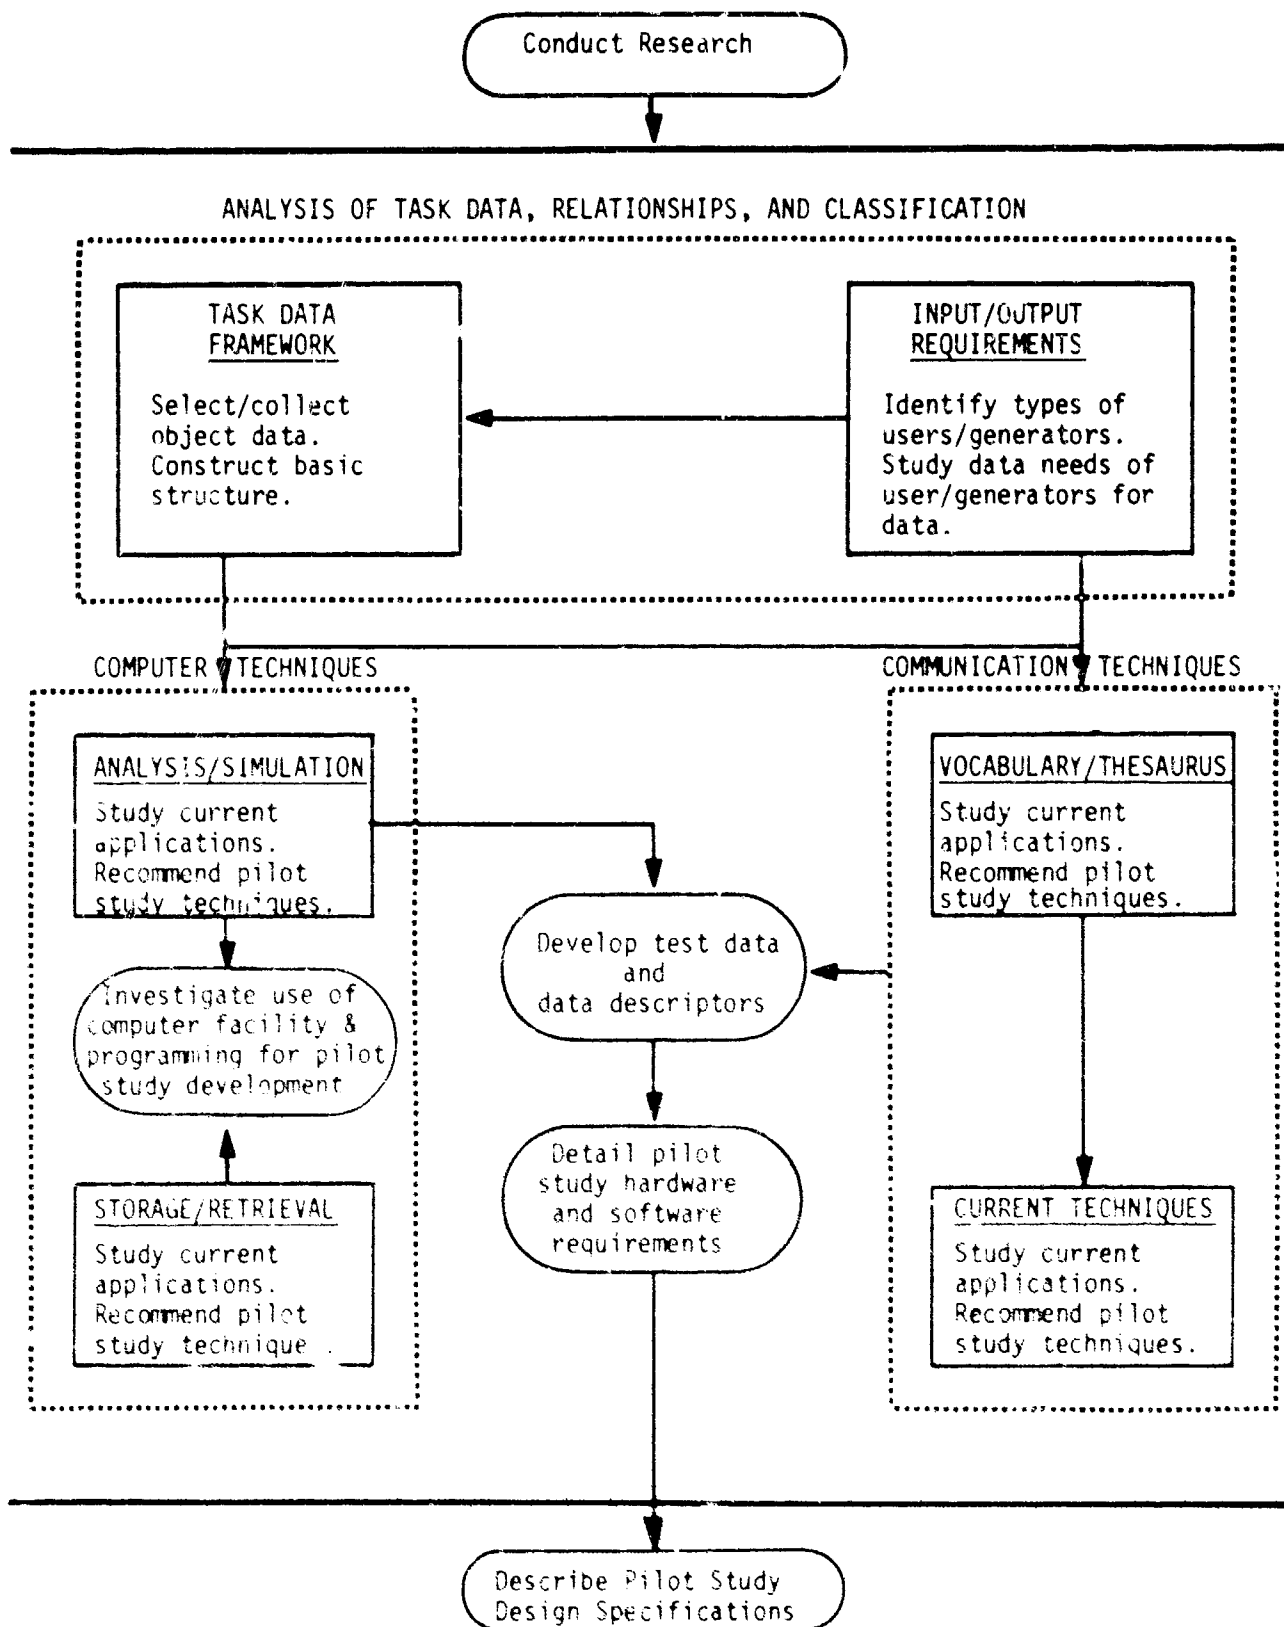 Conduct Research
ANALYSIS OF TASK DATA, RELATIONSHIPS, AND CLASSIFICATION
TASK DATA
FRAMEWORK
Select/collect
object data.
Construct basic
structure.
INPUT/OUTPUT
REQUIREMENTS
Identify types of
users/generators.
Study data needs of
user/generators for
data.
COMPUTER TECHNIQUES
COMMUNICATION TECHNIQUES
ANALYSIS/SIMULATION
Study current
applications.
Recommend pilot
study techniques.
VOCABULARY/THESAURUS
Study current
applications.
Recommend pilot
study techniques.
Develop test data
and
data descriptors
Investigate use of
computer facility &
programming for pilot
study development
Detail pilot
study hardware
and software
requirements
STORAGE/RETRIEVAL
Study current
applications.
Recommend pilot
study technique .
CURRENT TECHNIQUES
Study current
applications.
Recommend pilot
study techniques.
Describe Pilot Study
Design Specifications